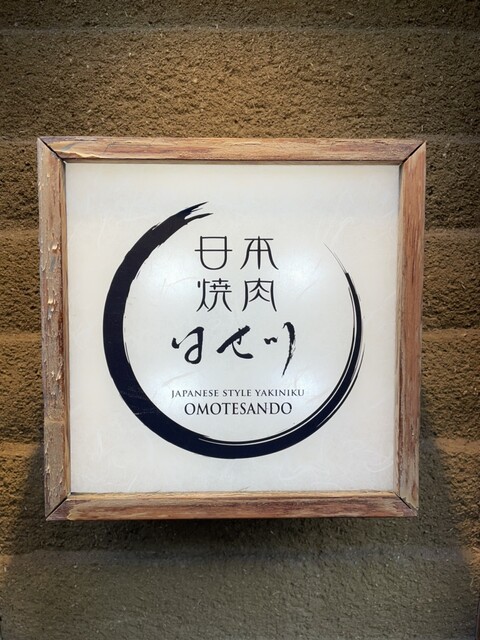 日本
焼肉
はせ川
JAPANESE STYLE YAKINIKU
OMOTESANDO